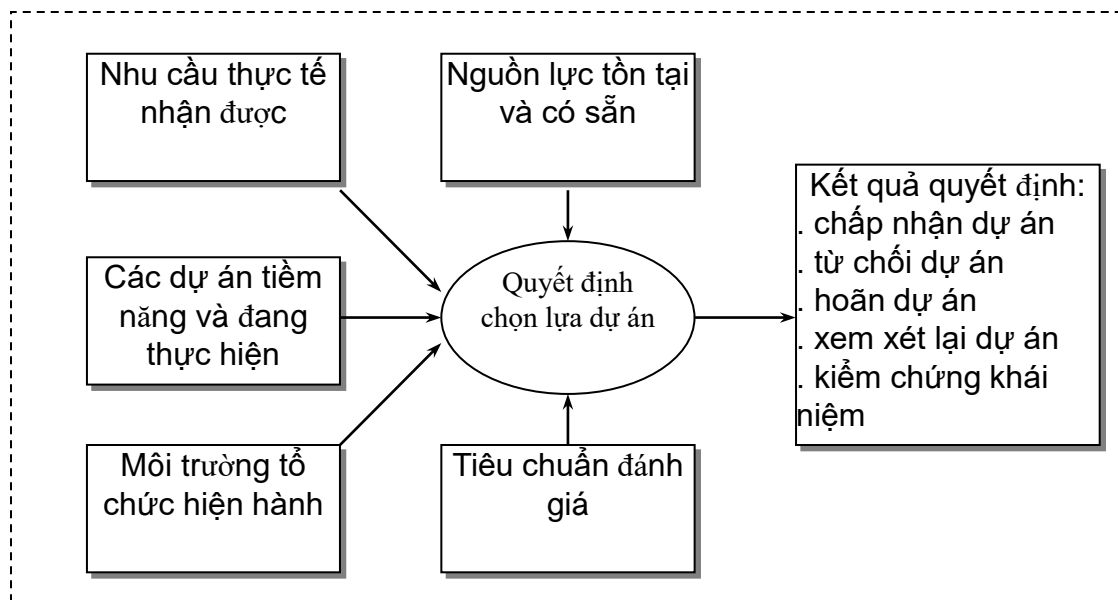 Nhu cầu thực tế
nhận được
Nguồn lực tồn tại
và có sẵn
Kết quả quyết định:
. chấp nhận dự án
. từ chối dự án
. hoãn dự án
. xem xét lại dự án
. kiểm chứng khái
niệm
Các dự án tiềm
năng và đang
thực hiện
Quyết định
chọn lựa dự án
Môi trường tổ
chức hiện hành
Tiêu chuẩn đánh
giá